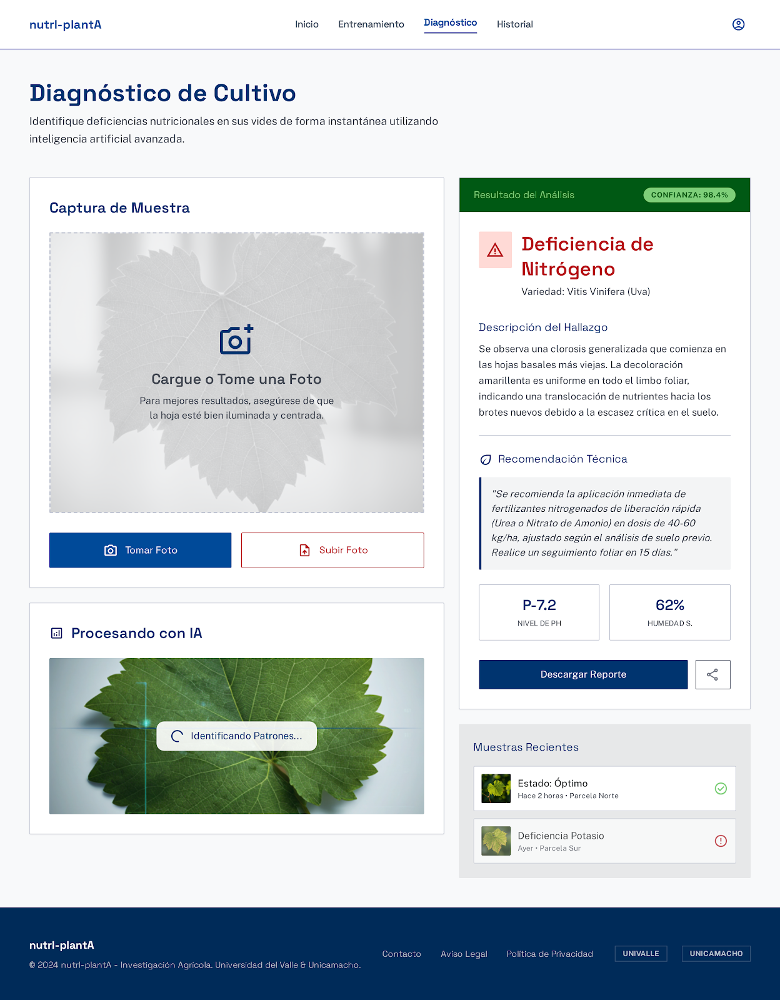 nutrI-plantA
Inicio
Entrenamiento
Diagnóstico
Historial
Diagnóstico de Cultivo
Identifique deficiencias nutricionales en sus vides de forma instantánea utilizando
inteligencia artificial avanzada.
Captura de Muestra
Cargue o Tome una Foto
Para mejores resultados, asegúrese de que
la hoja esté bien iluminada y centrada.
Tomar Foto
Subir Foto
Procesando con IA
Identificando Patrones...
Resultado del Análisis
CONFIANZA: 98.4%
Deficiencia de
Nitrógeno
Variedad: Vitis Vinifera (Uva)
Descripción del Hallazgo
Se observa una clorosis generalizada que comienza en
las hojas basales más viejas. La decoloración
amarillenta es uniforme en todo el limbo foliar,
indicando una translocación de nutrientes hacia los
brotes nuevos debido a la escasez crítica en el suelo.
Recomendación Técnica
"Se recomienda la aplicación inmediata de
fertilizantes nitrogenados de liberación rápida
(Urea o Nitrato de Amonio) en dosis de 40-60
kg/ha, ajustado según el análisis de suelo previo.
Realice un seguimiento foliar en 15 días."
P-7.2
NIVEL DE PH
62%
HUMEDAD S.
Descargar Reporte
Muestras Recientes
Estado: Óptimo
Hace 2 horas • Parcela Norte
Deficiencia Potasio
Ayer • Parcela Sur
nutrI-plantA
© 2024 nutrI-plantA - Investigación Agrícola. Universidad del Valle & Unicamacho.
Contacto
Aviso Legal
Política de Privacidad
UNIVALLE
UNICAMACHO